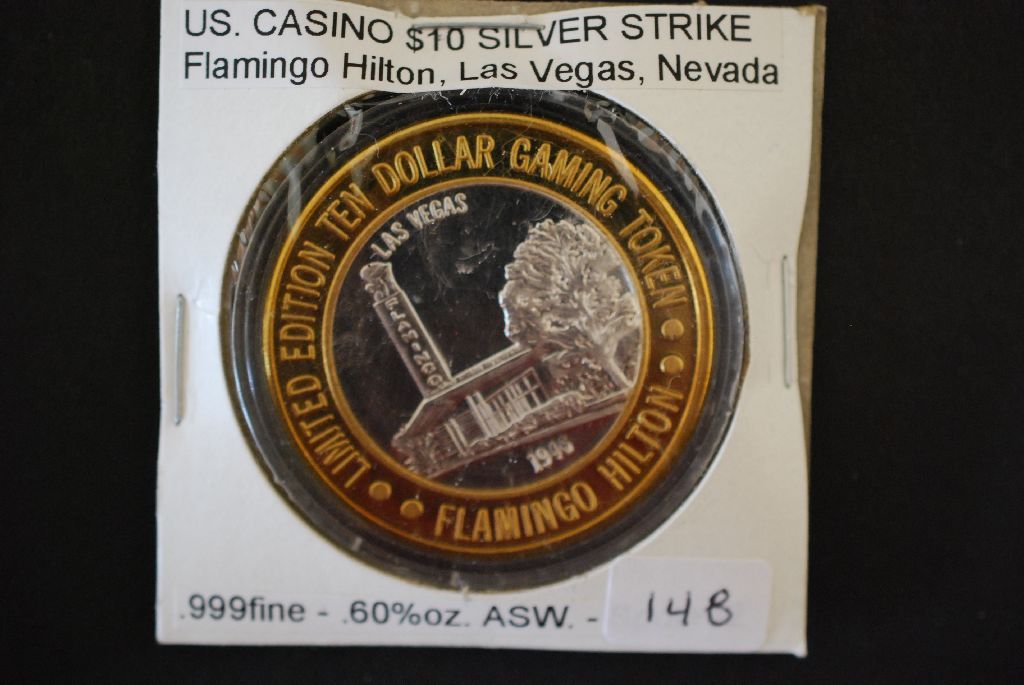 US. CASINO $10 SILVER STRIKE
Flamingo Hilton, Las Vegas, Nevada
LIMITED EDITION TEN DOLLAR GAMING TOKEN
LAS VEGAS
1946
FLAMINGO HILTON
.999fine - .60%oz. ASW. -
148